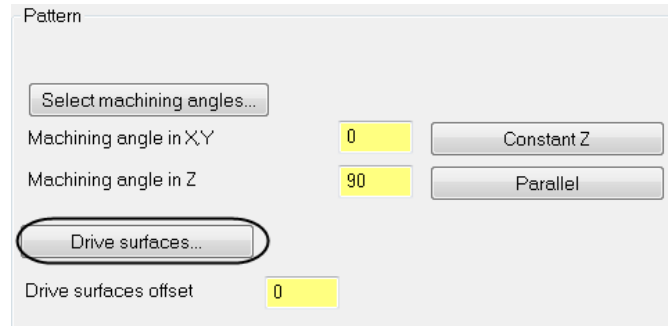 Pattern
Select machining angles...
Machining angle in X,Y 0 Constant Z
Machining angle in Z 90 Parallel
Drive surfaces...
Drive surfaces offset 0